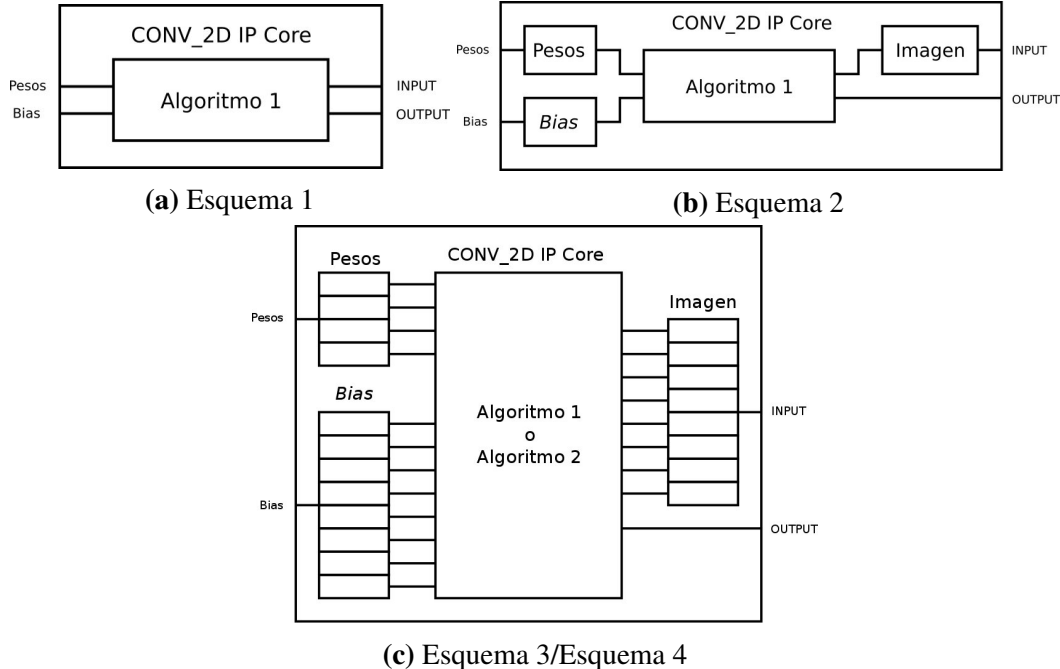 CONV_2D IP Core
Pesos
Bias
Algoritmo 1
INPUT
OUTPUT
(a) Esquema 1
CONV_2D IP Core
Pesos
Pesos
Bias
Bias
Algoritmo 1
Imagen
INPUT
OUTPUT
(b) Esquema 2
CONV_2D IP Core
Pesos
Pesos
Bias
Bias
Algoritmo 1
o
Algoritmo 2
Imagen
INPUT
OUTPUT
(c) Esquema 3/Esquema 4